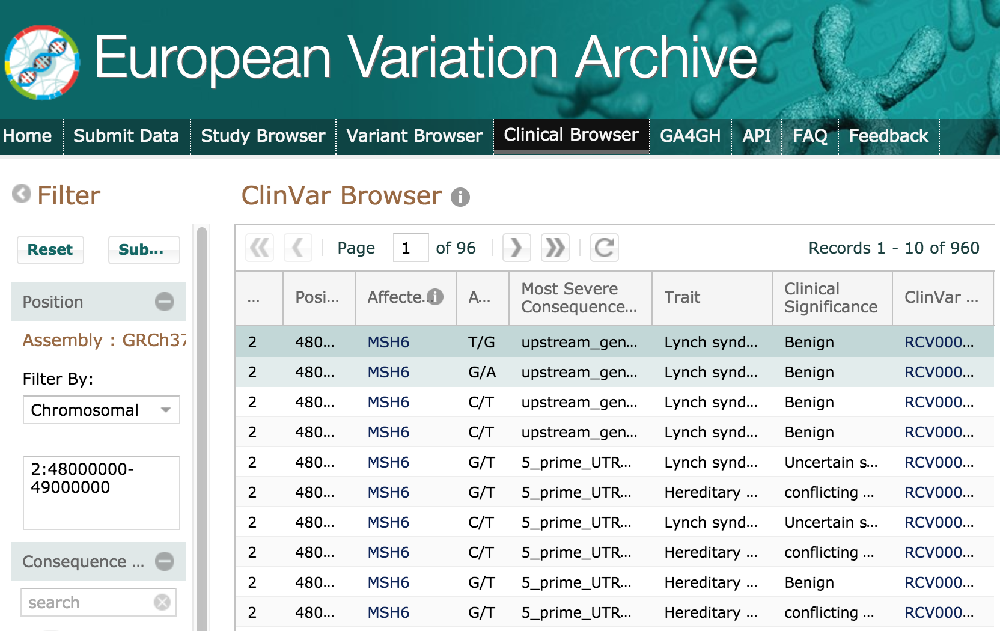 European Variation Archive
Home Submit Data Study Browser Variant Browser Clinical Browser GA4GH API FAQ Feedback
Filter
Reset Sub...
Position
Assembly : GRCh37
Filter By:
Chromosomal
2:48000000-
49000000
Consequence ...
search
ClinVar Browser
Page 1 of 96 Records 1 - 10 of 960
... Posi... Affecte... A... Most Severe Consequence... Trait Clinical Significance ClinVar ...
2 480... MSH6 T/G upstream_gen... Lynch synd... Benign RCV000...
2 480... MSH6 G/A upstream_gen... Lynch synd... Benign RCV000...
2 480... MSH6 C/T upstream_gen... Lynch synd... Benign RCV000...
2 480... MSH6 C/T upstream_gen... Lynch synd... Benign RCV000...
2 480... MSH6 G/T 5_prime_UTR... Lynch synd... Uncertain s... RCV000...
2 480... MSH6 G/T 5_prime_UTR... Hereditary ... conflicting ... RCV000...
2 480... MSH6 C/T 5_prime_UTR... Lynch synd... Uncertain s... RCV000...
2 480... MSH6 C/T 5_prime_UTR... Hereditary ... conflicting ... RCV000...
2 480... MSH6 G/T 5_prime_UTR... Hereditary ... Benign RCV000...
2 480... MSH6 G/T 5_prime_UTR... Hereditary ... conflicting ... RCV000...